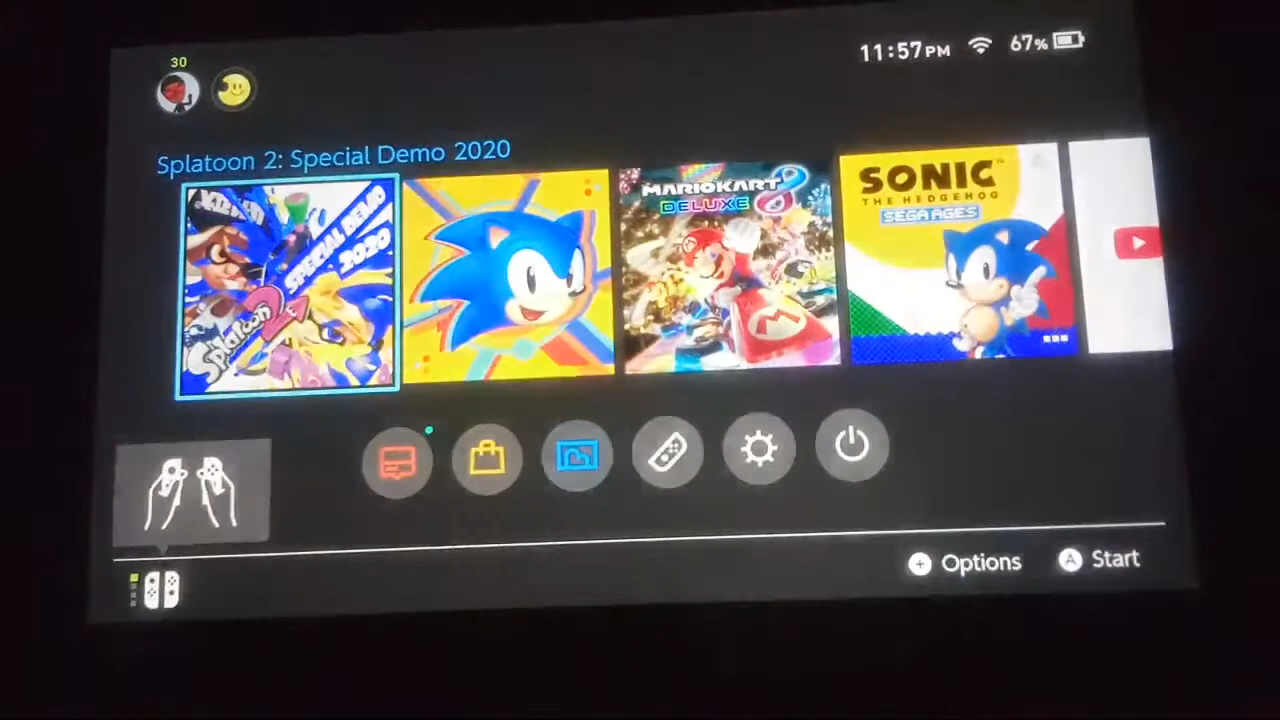 30
11:57PM 67%
Splatoon 2: Special Demo 2020
SPECIAL DEMO
2020
Splatoon 2
MARIOKART 8
DELUXE
SONIC™
THE HEDGEHOG
SEGA AGES
M
+ Options A Start